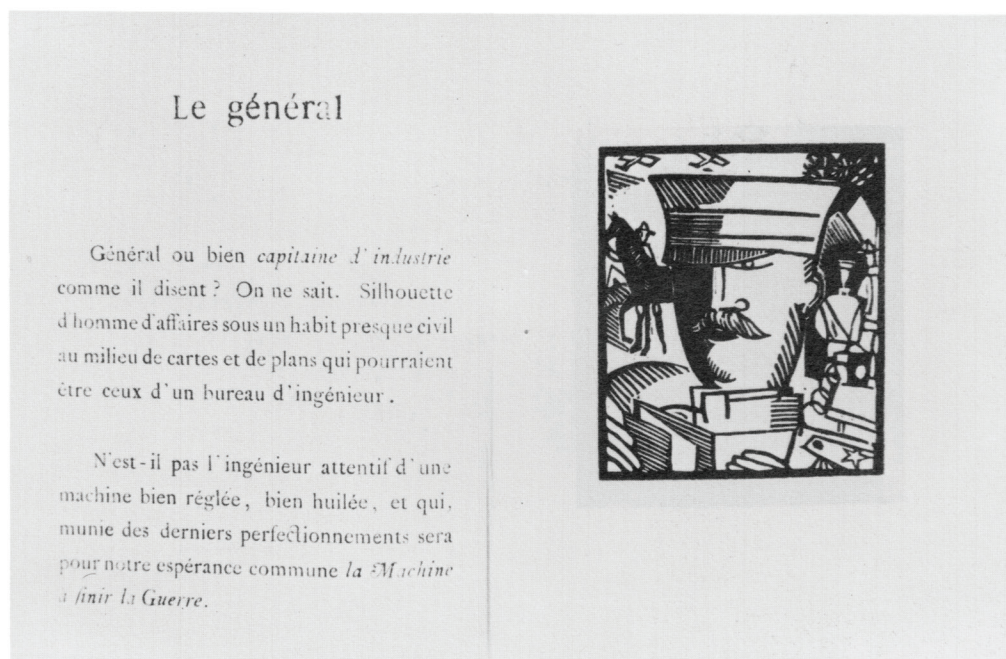 Le général
Général ou bien capitaine d'industrie
comme il disent ? On ne sait. Silhouette
d'homme d'affaires sous un habit presque civil
au milieu de cartes et de plans qui pourraient
être ceux d'un bureau d'ingénieur.
N'est-il pas l'ingénieur attentif d'une
machine bien réglée, bien huilée, et qui,
munie des derniers perfectionnements sera
pour notre espérance commune la Machine
à finir la Guerre.